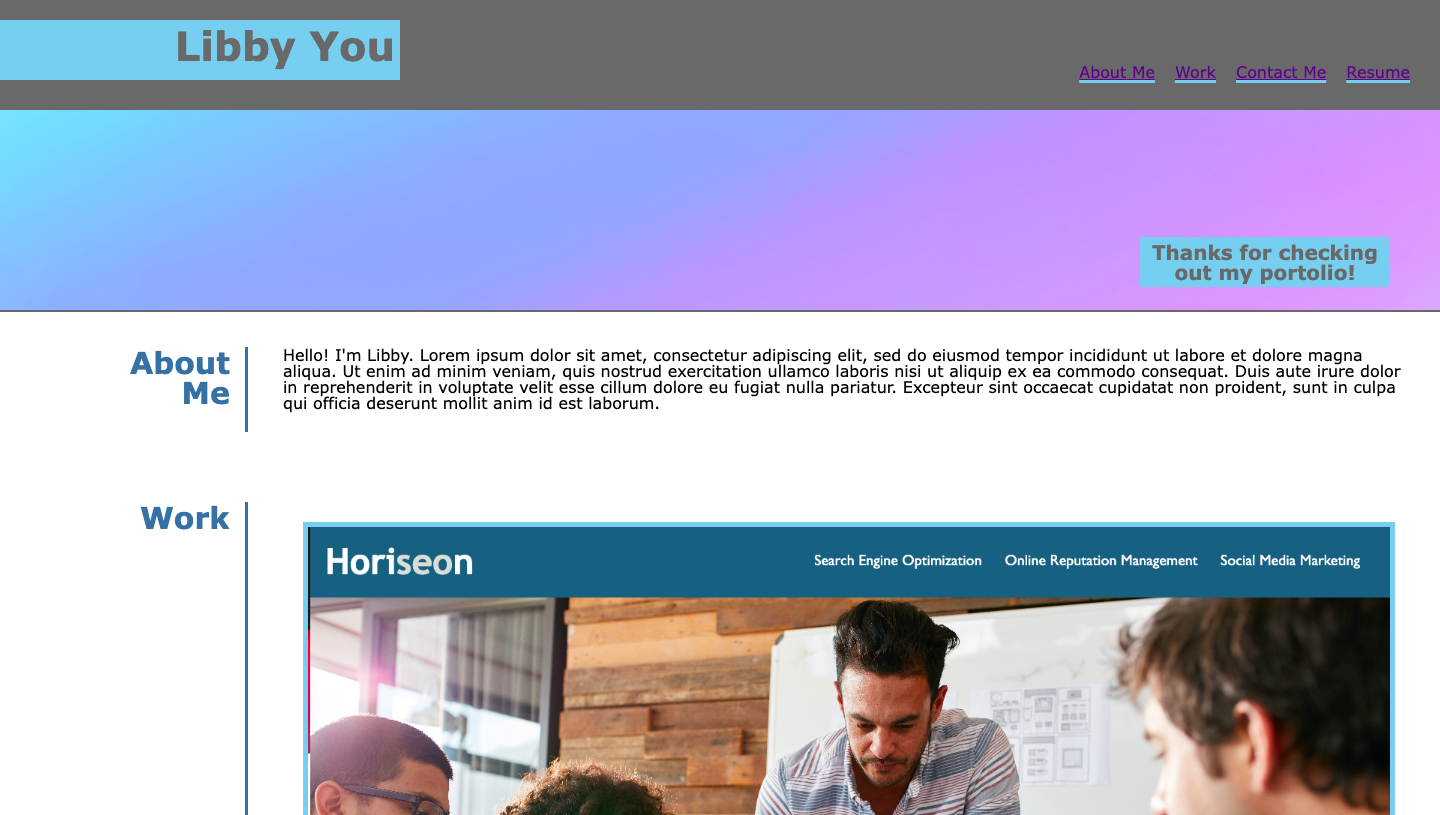 Libby You
About Me Work Contact Me Resume
Thanks for checking
out my portolio!
About
Me
Hello! I'm Libby. Lorem ipsum dolor sit amet, consectetur adipiscing elit, sed do eiusmod tempor incididunt ut labore et dolore magna
aliqua. Ut enim ad minim veniam, quis nostrud exercitation ullamco laboris nisi ut aliquip ex ea commodo consequat. Duis aute irure dolor
in reprehenderit in voluptate velit esse cillum dolore eu fugiat nulla pariatur. Excepteur sint occaecat cupidatat non proident, sunt in culpa
qui officia deserunt mollit anim id est laborum.
Work
Horiseon
Search Engine Optimization Online Reputation Management Social Media Marketing